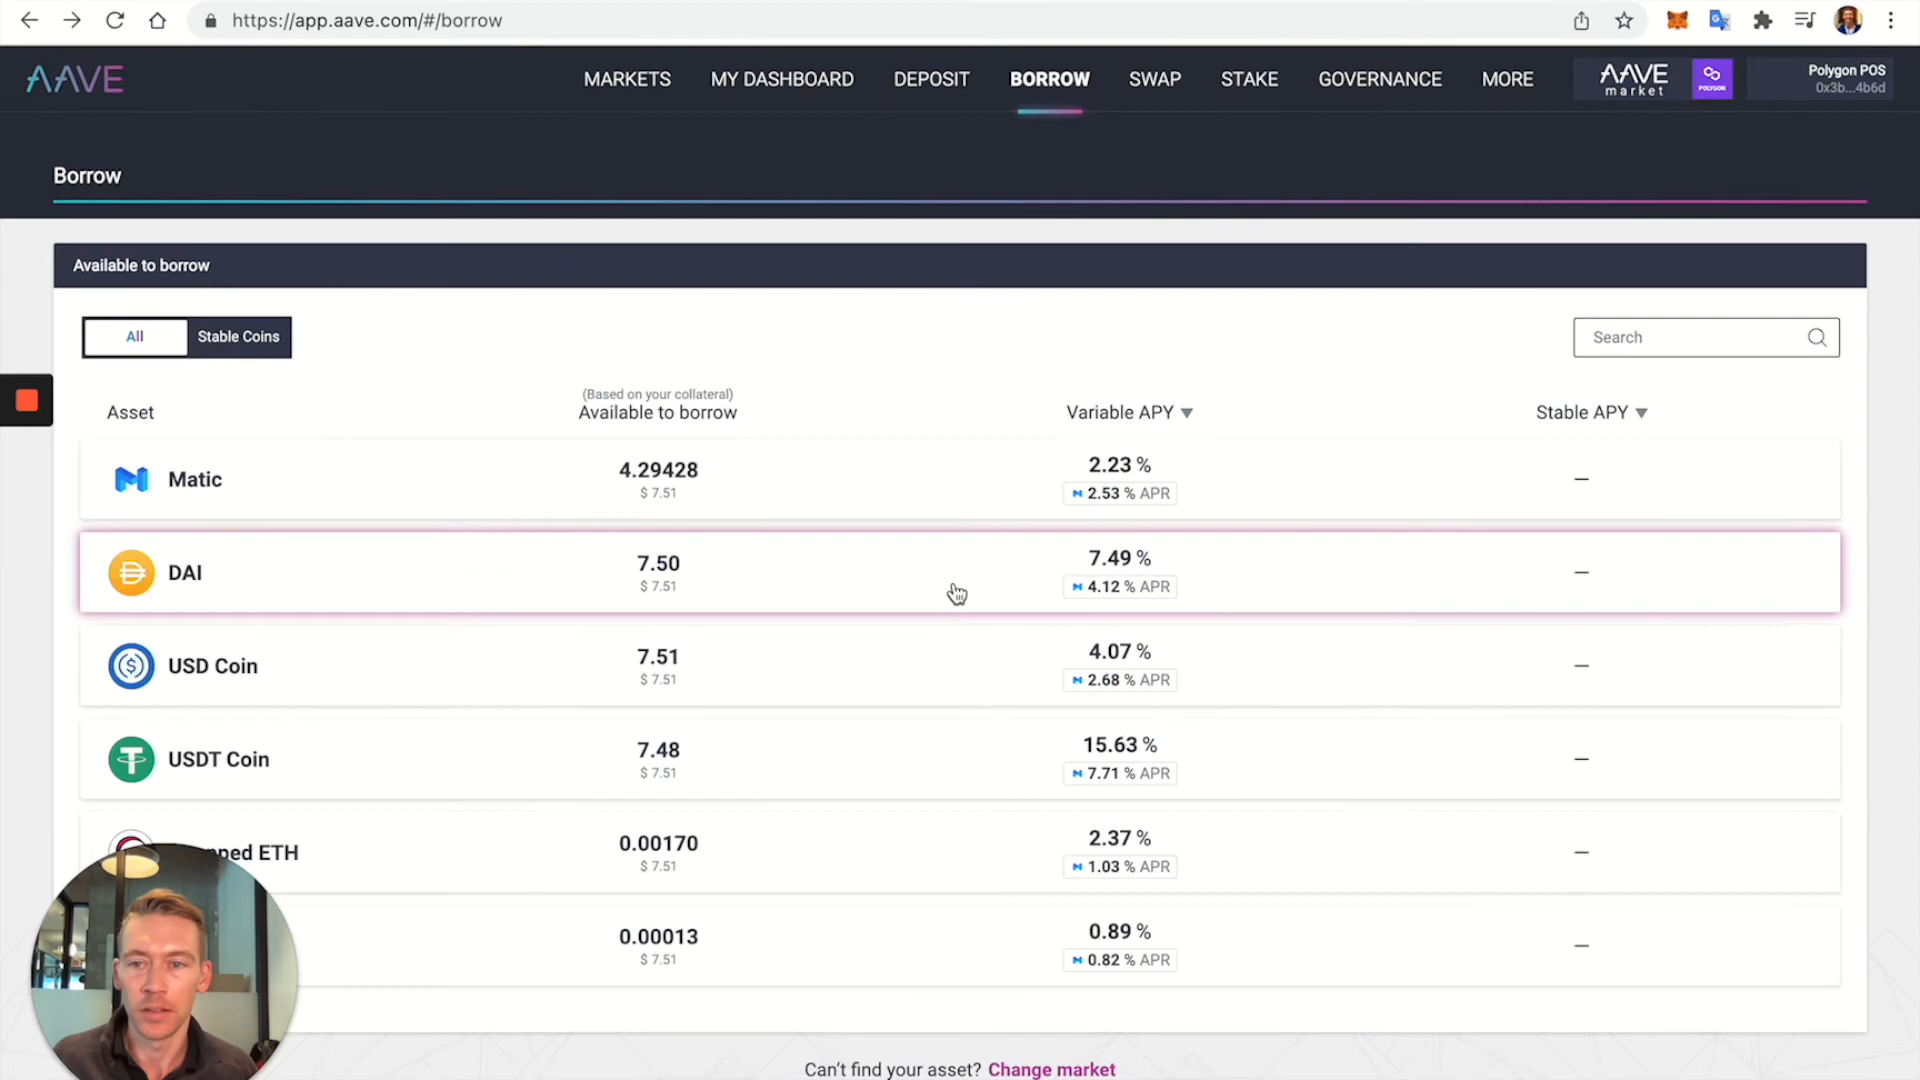 https://app.aave.com/#/borrow
AAVE
MARKETS
MY DASHBOARD
DEPOSIT
BORROW
SWAP
STAKE
GOVERNANCE
MORE
AAVE
market
POLYGON
Polygon POS
0x3b...4b6d
Borrow
Available to borrow
All
Stable Coins
Search
Asset
(Based on your collateral)
Available to borrow
Variable APY
Stable APY
Matic
4.29428
$ 7.51
2.23 %
2.53 % APR
—
DAI
7.50
$ 7.51
7.49 %
4.12 % APR
—
USD Coin
7.51
$ 7.51
4.07 %
2.68 % APR
—
USDT Coin
7.48
$ 7.51
15.63 %
7.71 % APR
—
ETH
0.00170
$ 7.51
2.37 %
1.03 % APR
—
0.00013
$ 7.51
0.89 %
0.82 % APR
—
Can't find your asset? Change market